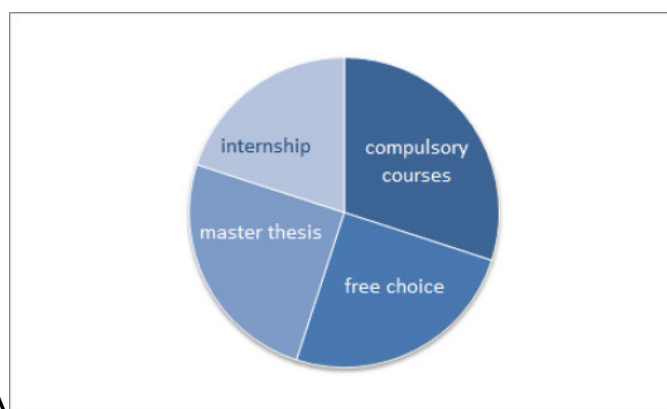 internship
compulsory
courses
master thesis
free choice